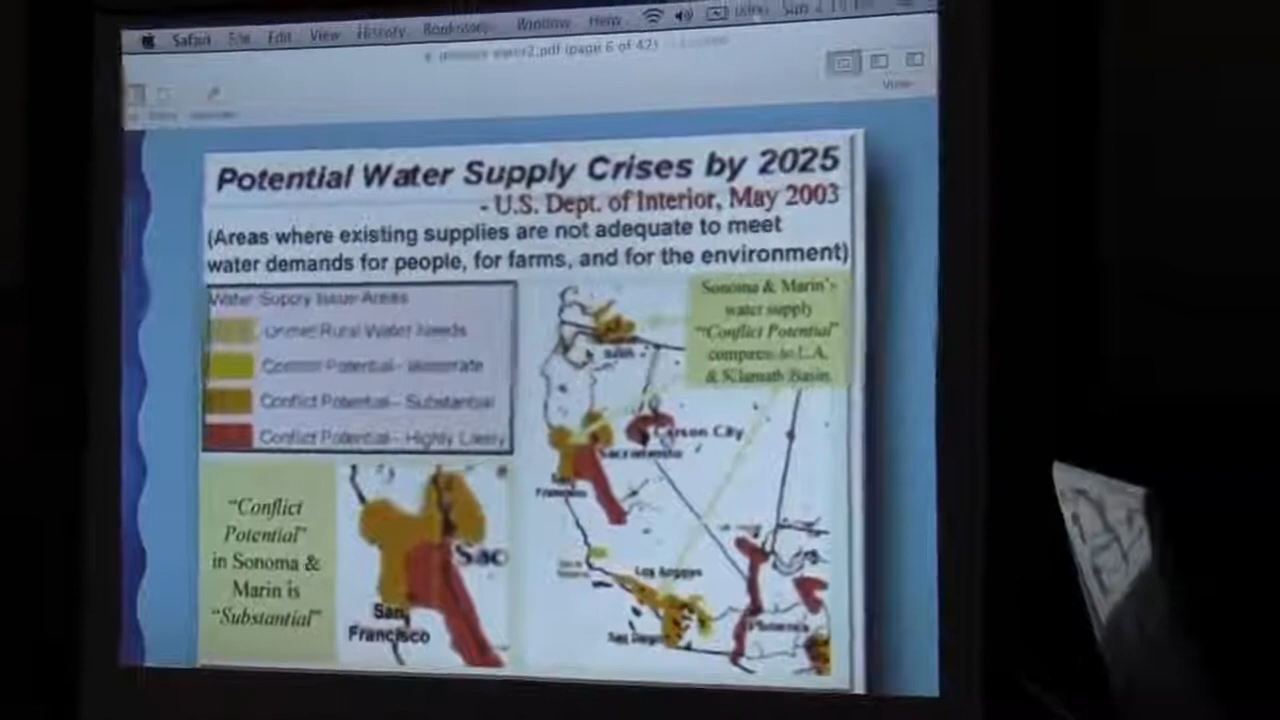 Safari File Edit View History Bookmarks Window Help
water2.pdf (page 6 of 42)
View
Potential Water Supply Crises by 2025
- U.S. Dept. of Interior, May 2003
(Areas where existing supplies are not adequate to meet
water demands for people, for farms, and for the environment)
Water Supply Issue Areas
Unmet Rural Water Needs
Conflict Potential - Moderate
Conflict Potential - Substantial
Conflict Potential - Highly Likely
Sonoma & Marin's
water supply
"Conflict Potential"
compares to L.A.
& Klamath Basin
Carson City
Sacramento
San
Francisco
Los Angeles
San Diego
Phoenix
"Conflict
Potential"
in Sonoma &
Marin is
"Substantial"
Sac
San
Francisco